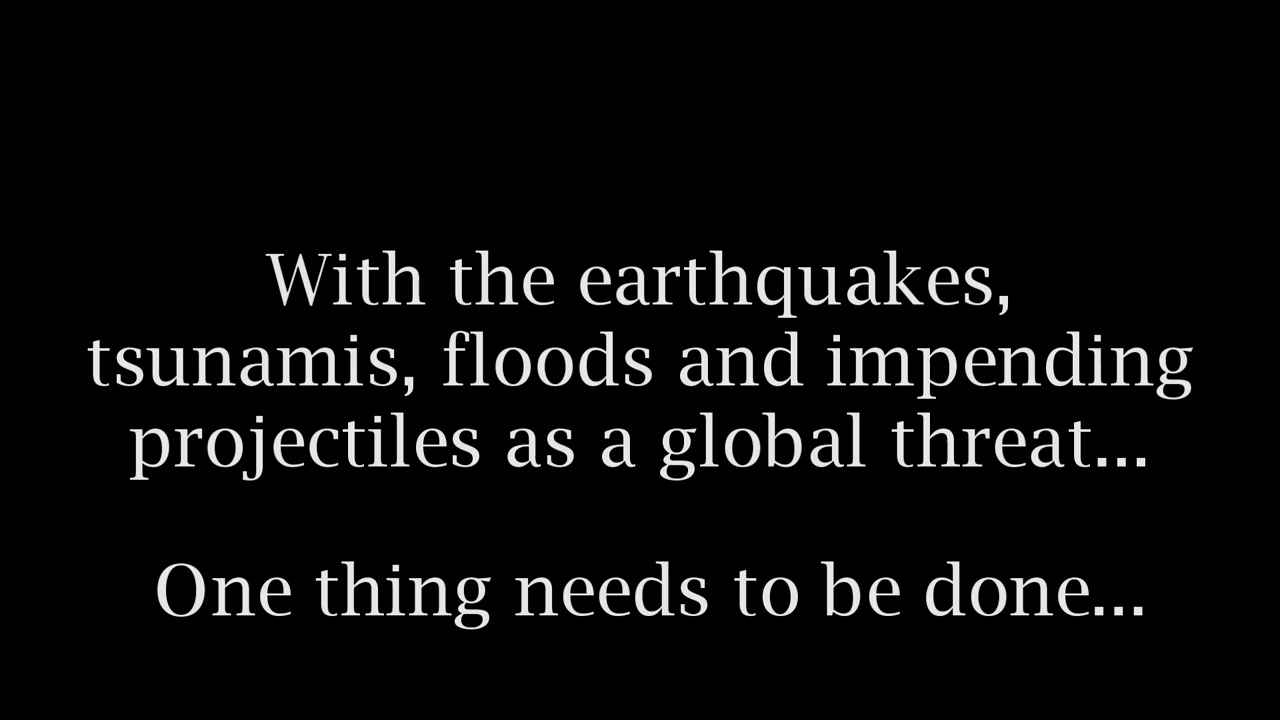 With the earthquakes,
tsunamis, floods and impending
projectiles as a global threat...
One thing needs to be done...